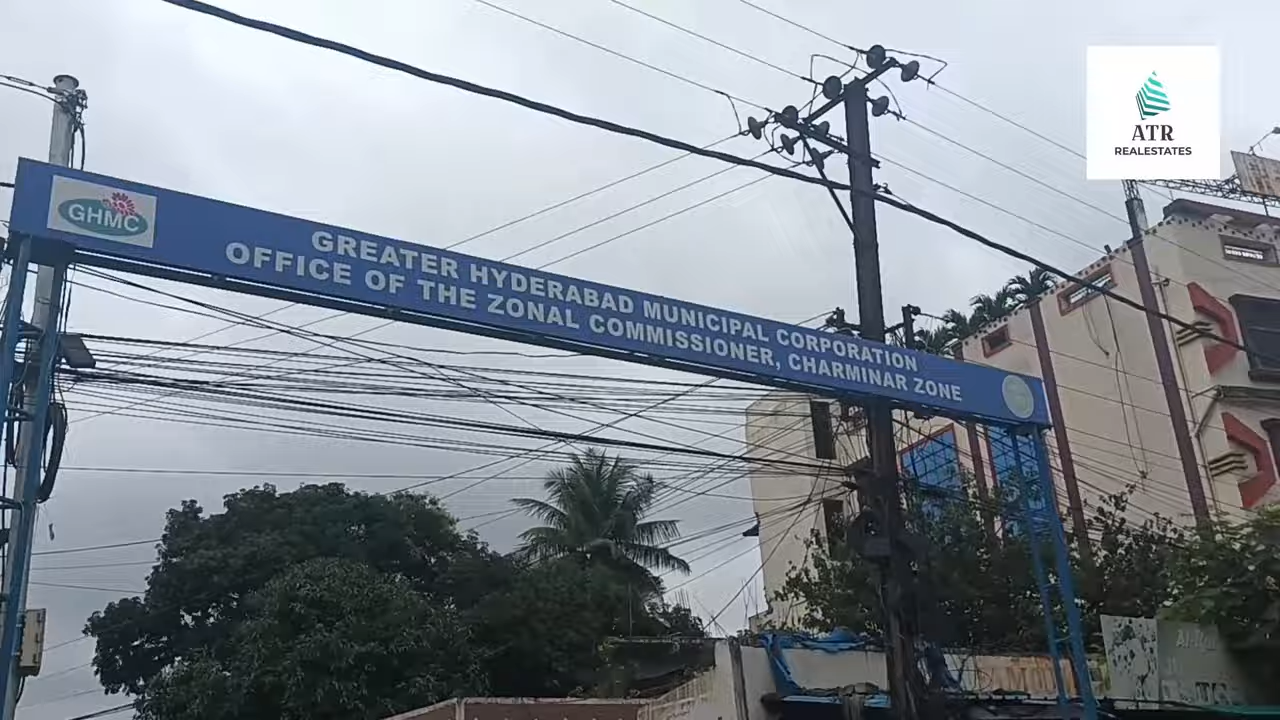 GHMC
GREATER HYDERABAD MUNICIPAL CORPORATION
OFFICE OF THE ZONAL COMMISSIONER, CHARMINAR ZONE
ATR
REALESTATES